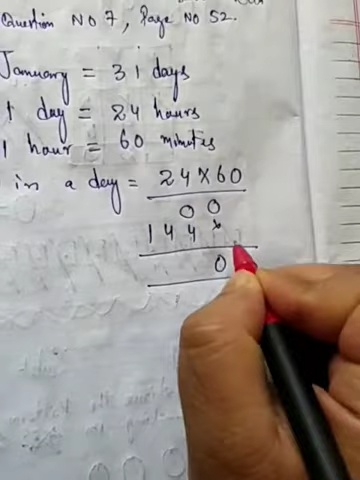 Question No 7, Page No 52.
January = 31 days
1 day = 24 hours
1 hour = 60 minutes
in a day = 24 × 60
0 0
1 4 4 ×
0